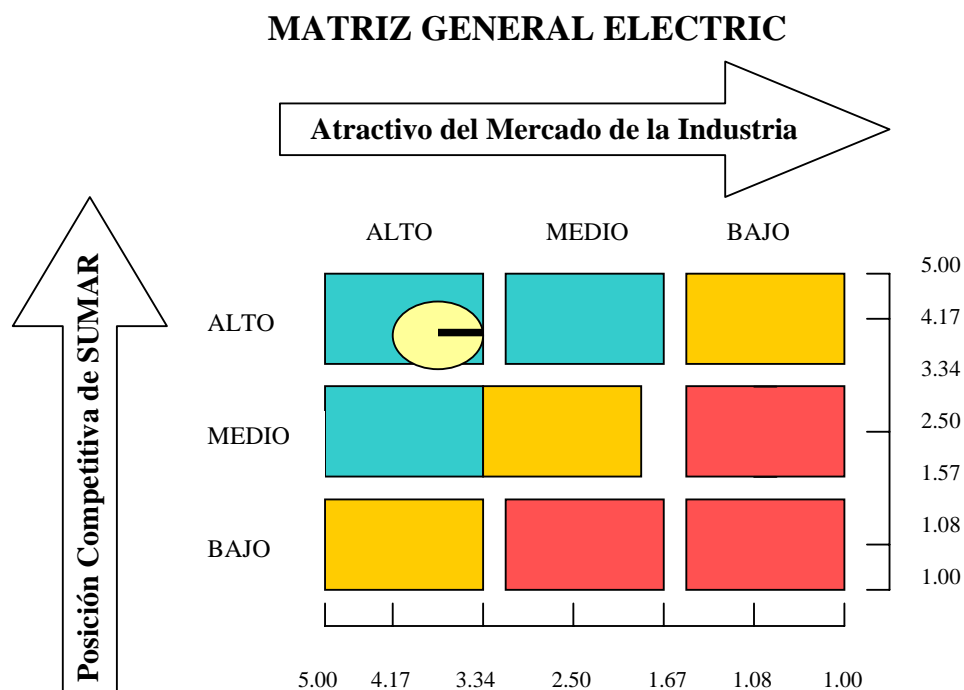 MATRIZ GENERAL ELECTRIC
Atractivo del Mercado de la Industria
Posición Competitiva de SUMAR
ALTO MEDIO BAJO
5.00
ALTO 4.17
3.34
MEDIO 2.50
1.57
BAJO 1.08
1.00
5.00 4.17 3.34 2.50 1.67 1.08 1.00